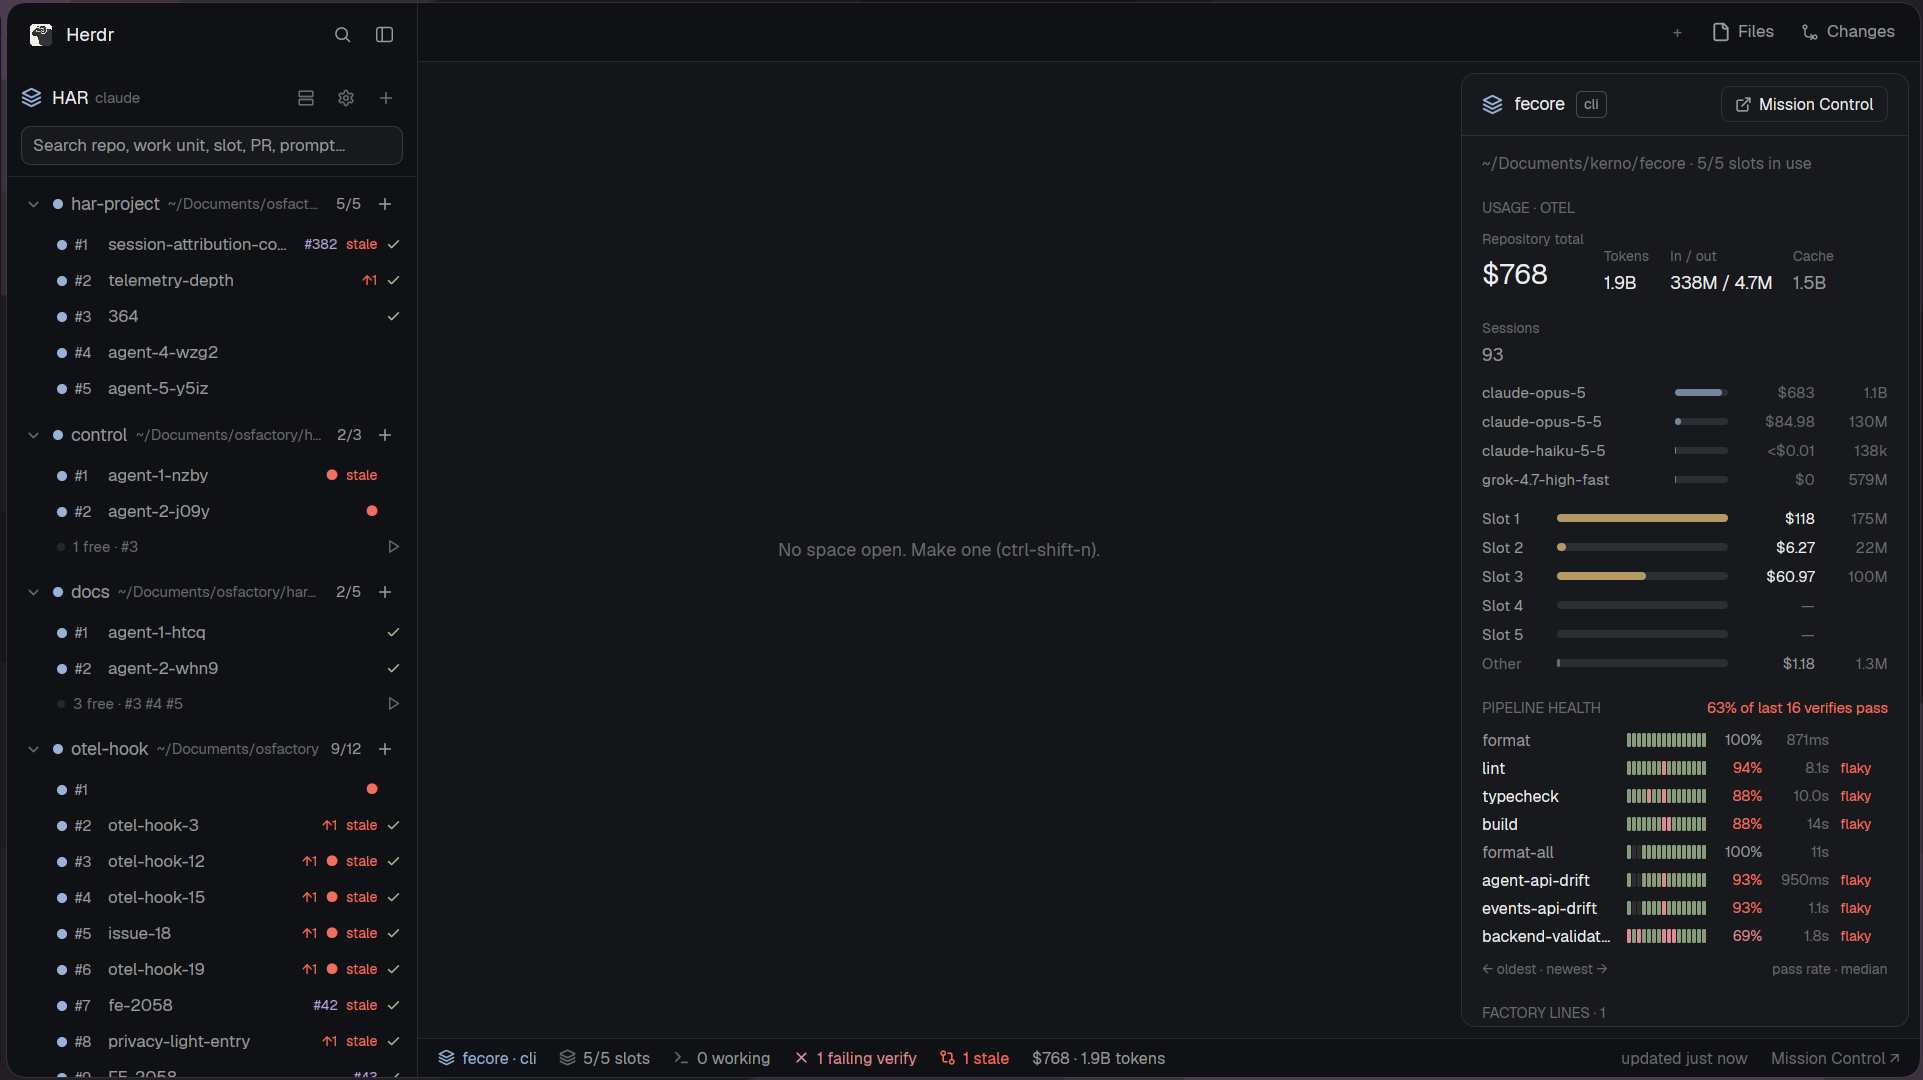 Herdr
+ Files Changes
HAR claude
Search repo, work unit, slot, PR, prompt...
har-project ~/Documents/osfact... 5/5 +
#1 session-attribution-co... #382 stale
#2 telemetry-depth ↑1
#3 364
#4 agent-4-wzg2
#5 agent-5-y5iz
control ~/Documents/osfactory/h... 2/3 +
#1 agent-1-nzby stale
#2 agent-2-j09y
1 free · #3
docs ~/Documents/osfactory/har... 2/5 +
#1 agent-1-htcq
#2 agent-2-whn9
3 free · #3 #4 #5
otel-hook ~/Documents/osfactory 9/12 +
#1
#2 otel-hook-3 ↑1 stale
#3 otel-hook-12 ↑1 stale
#4 otel-hook-15 ↑1 stale
#5 issue-18 ↑1 stale
#6 otel-hook-19 ↑1 stale
#7 fe-2058 #42 stale
#8 privacy-light-entry ↑1 stale
#9 FE-2058 #43
No space open. Make one (ctrl-shift-n).
fecore cli Mission Control
~/Documents/kerno/fecore · 5/5 slots in use
USAGE · OTEL
Repository total Tokens In / out Cache
$768 1.9B 338M / 4.7M 1.5B
Sessions
93
claude-opus-5 $683 1.1B
claude-opus-5-5 $84.98 130M
claude-haiku-5-5 <$0.01 138k
grok-4.7-high-fast $0 579M
Slot 1 $118 175M
Slot 2 $6.27 22M
Slot 3 $60.97 100M
Slot 4 —
Slot 5 —
Other $1.18 1.3M
PIPELINE HEALTH 63% of last 16 verifies pass
format 100% 871ms
lint 94% 8.1s flaky
typecheck 88% 10.0s flaky
build 88% 14s flaky
format-all 100% 11s
agent-api-drift 93% 950ms flaky
events-api-drift 93% 1.1s flaky
backend-validat... 69% 1.8s flaky
← oldest · newest → pass rate · median
FACTORY LINES · 1
fecore · cli 5/5 slots 0 working 1 failing verify 1 stale $768 · 1.9B tokens updated just now Mission Control ↗